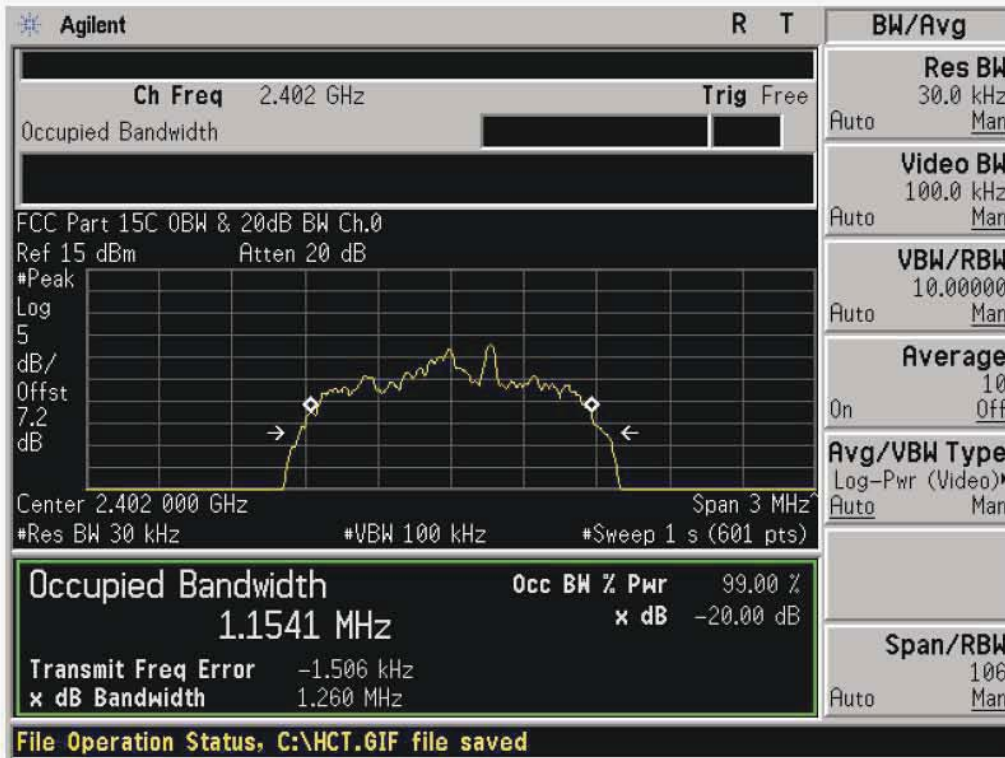 Agilent
R T
BW/Avg
Ch Freq 2.402 GHz
Trig Free
Occupied Bandwidth
FCC Part 15C OBW & 20dB BW Ch.0
Ref 15 dBm
Atten 20 dB
#Peak
Log
5
dB/
Offst
7.2
dB
Center 2.402 000 GHz
Span 3 MHz^
#Res BW 30 kHz
#VBW 100 kHz
#Sweep 1 s (601 pts)
Occupied Bandwidth
1.1541 MHz
Occ BW % Pwr 99.00 %
x dB -20.00 dB
Transmit Freq Error -1.506 kHz
x dB Bandwidth 1.260 MHz
File Operation Status, C:\HCT.GIF file saved
Res BW
30.0 kHz
Auto Man
Video BW
100.0 kHz
Auto Man
VBW/RBW
10.00000
Auto Man
Average
10
On Off
Avg/VBW Type
Log-Pwr (Video)
Auto Man
Span/RBW
106
Auto Man